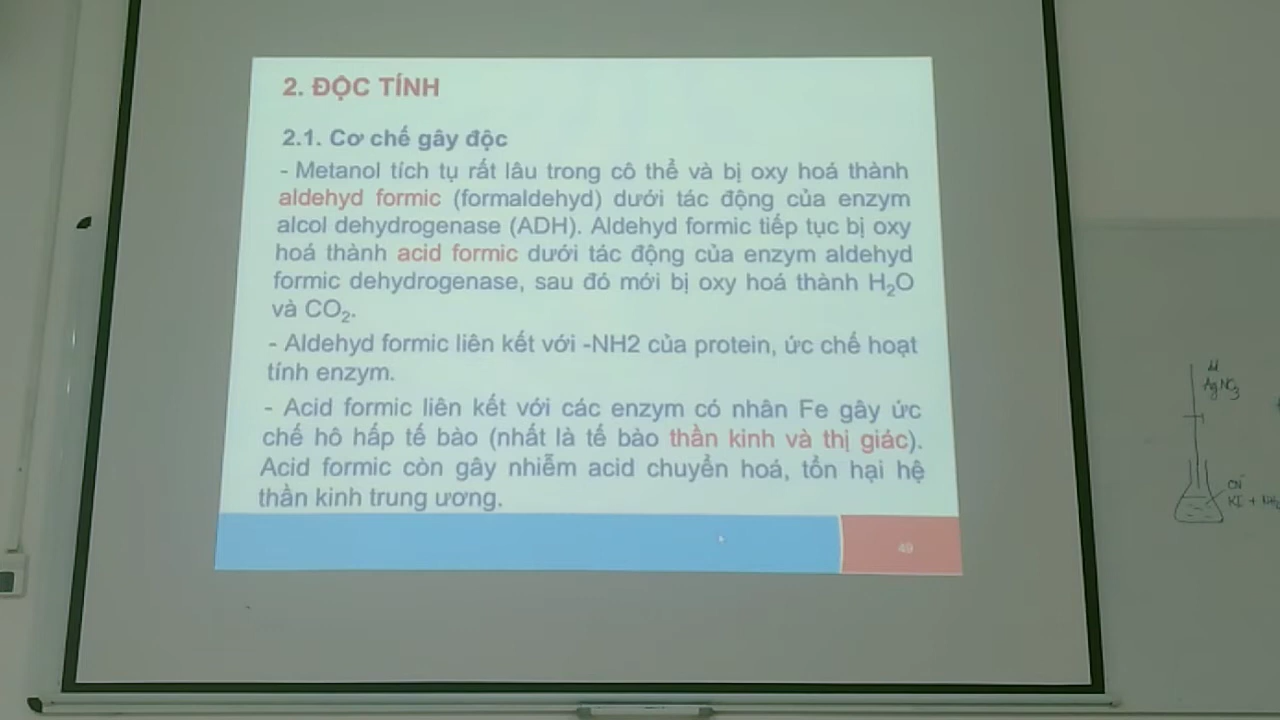 2. ĐỘC TÍNH
2.1. Cơ chế gây độc
- Metanol tích tụ rất lâu trong cô thể và bị oxy hoá thành
aldehyd formic (formaldehyd) dưới tác động của enzym
alcol dehydrogenase (ADH). Aldehyd formic tiếp tục bị oxy
hoá thành acid formic dưới tác động của enzym aldehyd
formic dehydrogenase, sau đó mới bị oxy hoá thành H₂O
và CO₂.
- Aldehyd formic liên kết với -NH2 của protein, ức chế hoạt
tính enzym.
- Acid formic liên kết với các enzym có nhân Fe gây ức
chế hô hấp tế bào (nhất là tế bào thần kinh và thị giác).
Acid formic còn gây nhiễm acid chuyển hoá, tổn hại hệ
thần kinh trung ương.
49
AgNO₃
CN⁻
KI +